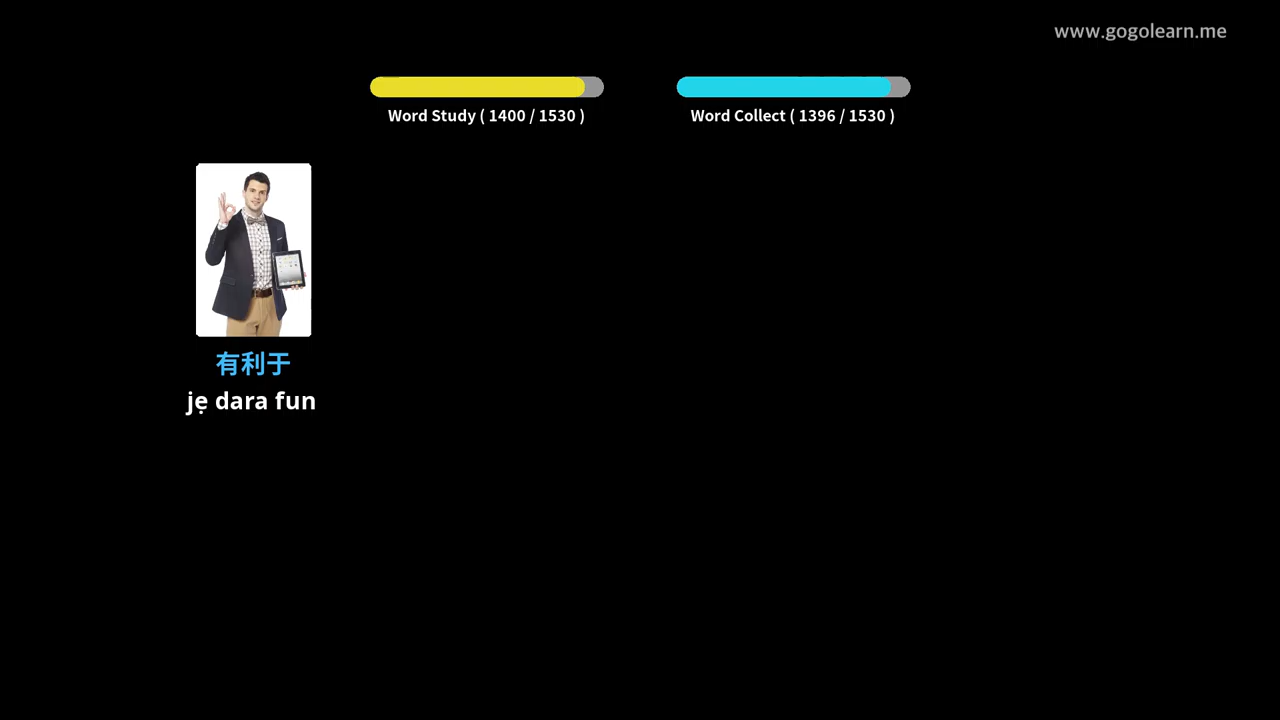 www.gogolearn.me
Word Study ( 1400 / 1530 )
Word Collect ( 1396 / 1530 )
有利于
jẹ dara fun